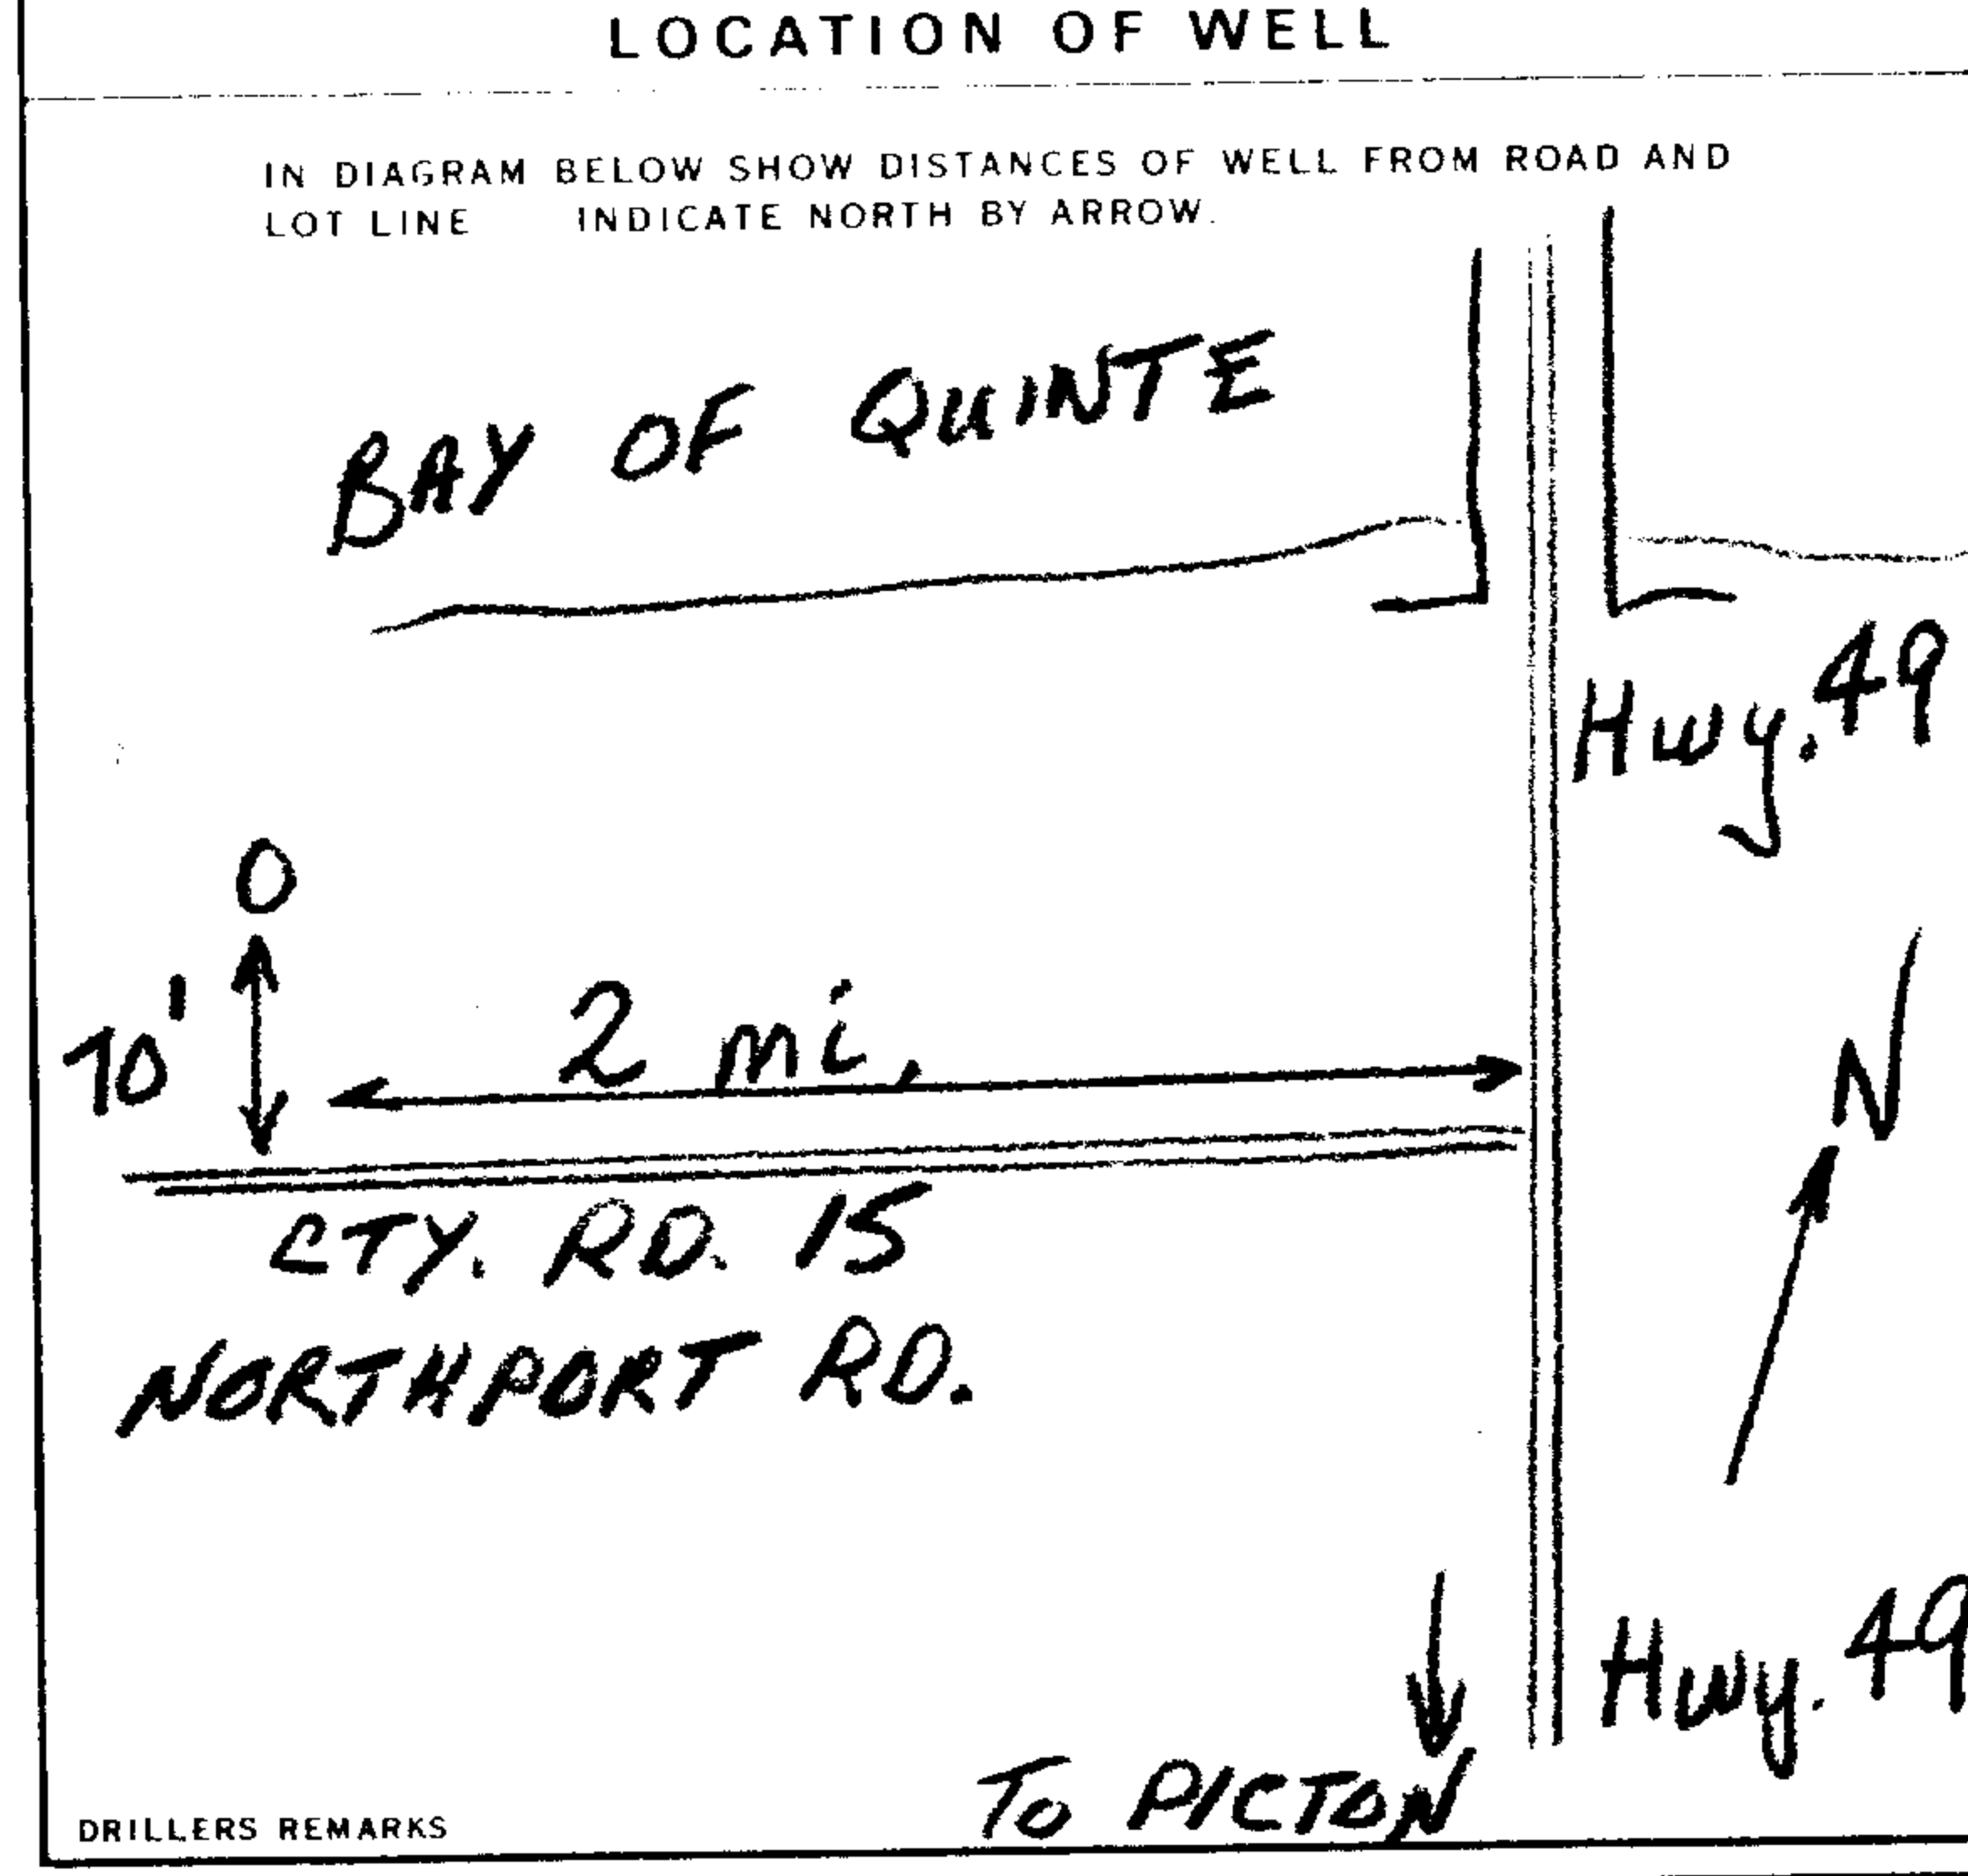 LOCATION OF WELL
IN DIAGRAM BELOW SHOW DISTANCES OF WELL FROM ROAD AND
LOT LINE INDICATE NORTH BY ARROW.
BAY OF QUINTE
Hwy. 49
70'
2 mi.
N
CTY. RD. 15
NORTHPORT RD.
Hwy. 49
TO PICTON
DRILLERS REMARKS